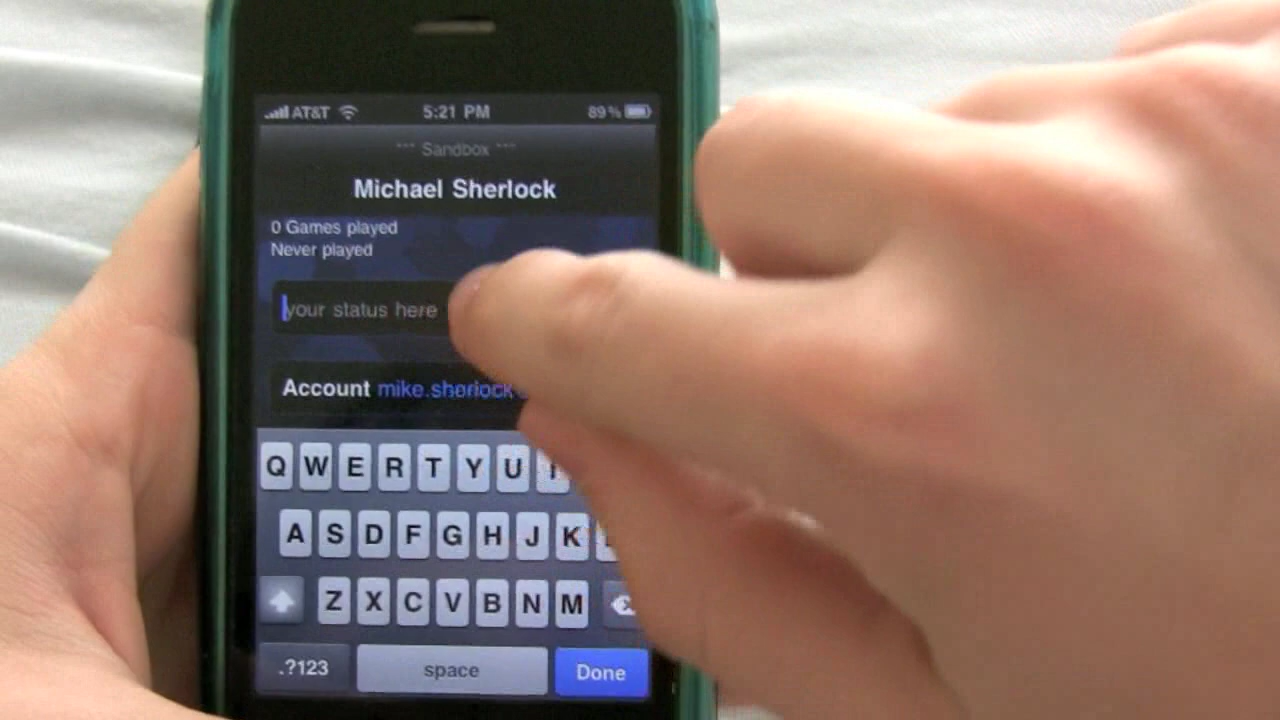 AT&T 5:21 PM 89%
*** Sandbox ***
Michael Sherlock
0 Games played
Never played
your status here
Account mike.sherlock
Q W E R T Y U I
A S D F G H J K L
Z X C V B N M
.?123 space Done